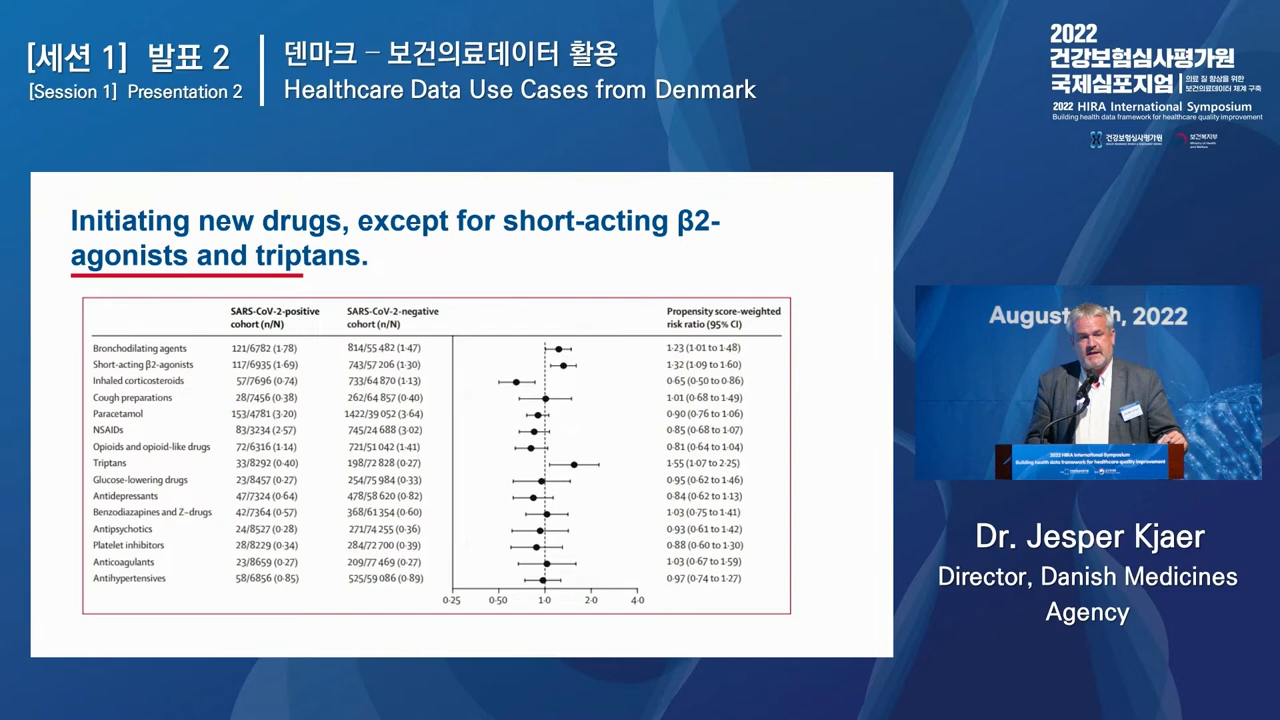 [세션 1] 발표 2
[Session 1] Presentation 2
덴마크 – 보건의료데이터 활용
Healthcare Data Use Cases from Denmark
2022
건강보험심사평가원
국제심포지엄
의료 질 향상을 위한
보건의료데이터 체계 구축
2022 HIRA International Symposium
Building health data framework for healthcare quality improvement
건강보험심사평가원
보건복지부
Ministry of Health
and Welfare
Initiating new drugs, except for short-acting β2-
agonists and triptans.
SARS-CoV-2-positive
cohort (n/N)
SARS-CoV-2-negative
cohort (n/N)
Propensity score-weighted
risk ratio (95% CI)
Bronchodilating agents 121/6782 (1·78) 814/55 482 (1·47) 1·23 (1·01 to 1·48)
Short-acting β2-agonists 117/6935 (1·69) 743/57 206 (1·30) 1·32 (1·09 to 1·60)
Inhaled corticosteroids 57/7696 (0·74) 733/64 870 (1·13) 0·65 (0·50 to 0·86)
Cough preparations 28/7456 (0·38) 262/64 857 (0·40) 1·01 (0·68 to 1·49)
Paracetamol 153/4781 (3·20) 1422/39 052 (3·64) 0·90 (0·76 to 1·06)
NSAIDs 83/3234 (2·57) 745/24 688 (3·02) 0·85 (0·68 to 1·07)
Opioids and opioid-like drugs 72/6316 (1·14) 721/51 042 (1·41) 0·81 (0·64 to 1·04)
Triptans 33/8292 (0·40) 198/72 828 (0·27) 1·55 (1·07 to 2·25)
Glucose-lowering drugs 23/8457 (0·27) 254/75 984 (0·33) 0·95 (0·62 to 1·46)
Antidepressants 47/7324 (0·64) 478/58 620 (0·82) 0·84 (0·62 to 1·13)
Benzodiazapines and Z-drugs 42/7364 (0·57) 368/61 354 (0·60) 1·03 (0·75 to 1·41)
Antipsychotics 24/8527 (0·28) 271/74 255 (0·36) 0·93 (0·61 to 1·42)
Platelet inhibitors 28/8229 (0·34) 284/72 700 (0·39) 0·88 (0·60 to 1·30)
Anticoagulants 23/8659 (0·27) 209/77 469 (0·27) 1·03 (0·67 to 1·59)
Antihypertensives 58/6856 (0·85) 525/59 086 (0·89) 0·97 (0·74 to 1·27)
0·25 0·50 1·0 2·0 4·0
August h, 2022
2022 HIRA International Symposium
Building health data framework for healthcare quality improvement
Dr. Jesper Kjaer
Director, Danish Medicines
Agency